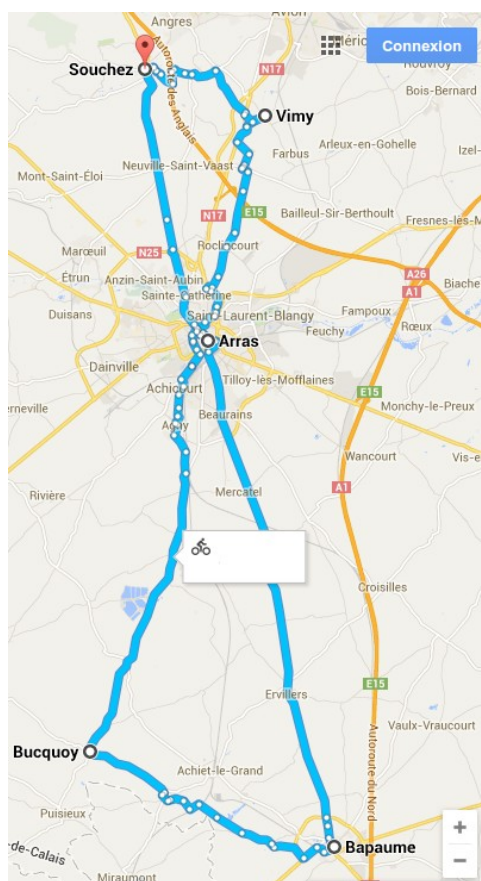 Angres
Connexion
Souchez
Autoroute des Anglais
N17
Rouvroy
Bois-Bernard
Vimy
Arleux-en-Gohelle
Izel-
Farbus
Neuville-Saint-Vaast
Mont-Saint-Éloi
N17
E15
Bailleul-Sir-Berthoult
Fresnes-lès-M
Marœuil
N25
Roclincourt
A26
Étrun
Anzin-Saint-Aubin
Biache
Sainte-Catherine
A1
Duisans
Saint-Laurent-Blangy
Fampoux
Feuchy
Rœux
Arras
Dainville
Tilloy-lès-Mofflaines
E15
Achicourt
Monchy-le-Preux
erneville
Beaurains
Agny
Wancourt
Vis-e
Rivière
Mercatel
A1
Croisilles
E15
Ervillers
Vaulx-Vraucourt
Bucquoy
Achiet-le-Grand
Autoroute du Nord
Puisieux
-de-Calais
Bapaume
Miraumont
+
−